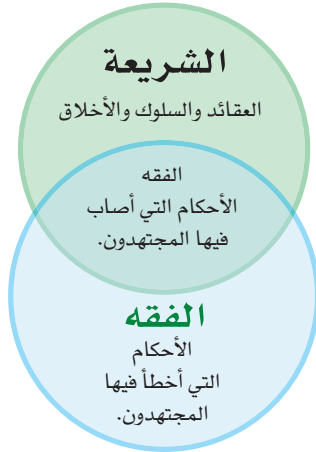 الشريعة
العقائد والسلوك والأخلاق
الفقه
الأحكام التي أصاب
فيها المجتهدون.
الفقه
الأحكام
التي أخطأ فيها
المجتهدون.